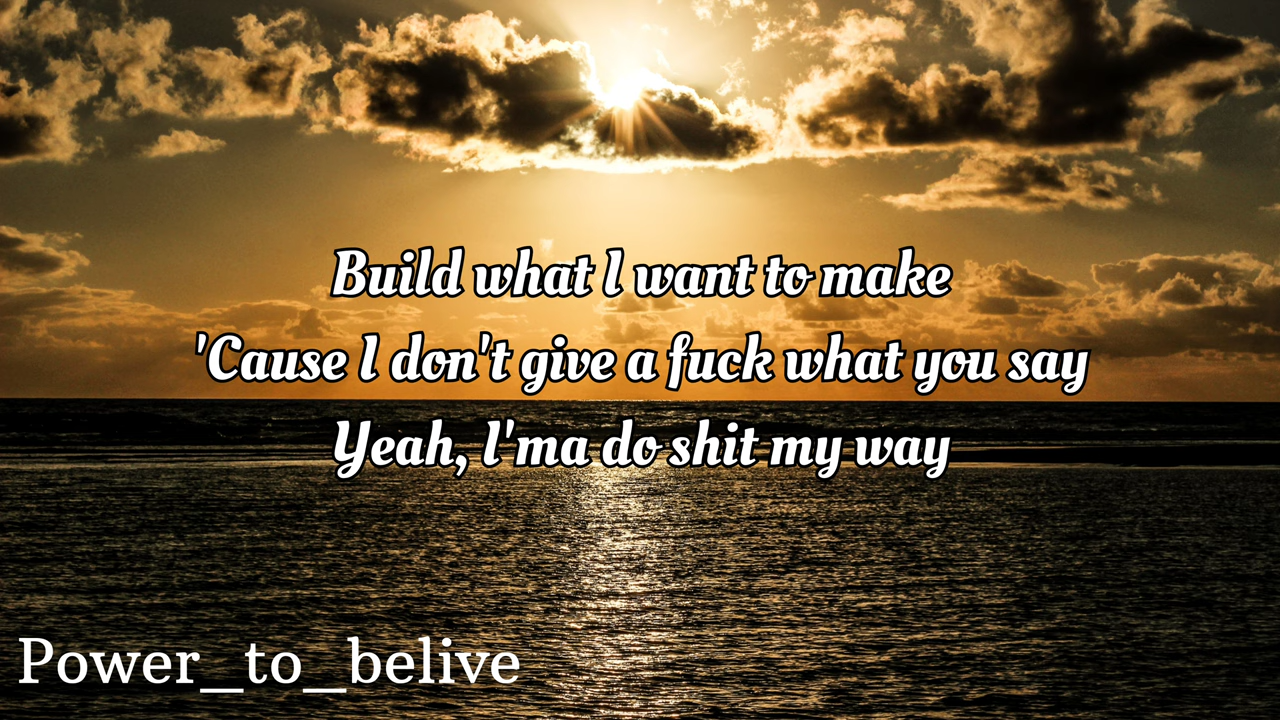 Build what I want to make
'Cause I don't give a fuck what you say
Yeah, I'ma do shit my way
Power_to_belive